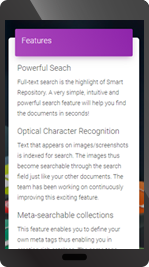 Features
Powerful Seach
Full-text search is the highlight of Smart
Repository. A very simple, intuitive and
powerful search feature will help you find
the documents in seconds!
Optical Character Recognition
Text that appears on images/screenshots
is indexed for search. The images thus
become searchable through the search
field just like your other documents. The
team has been working on continuously
improving this exciting feature.
Meta-searchable collections
This feature enables you to define your
own meta tags thus enabling you in